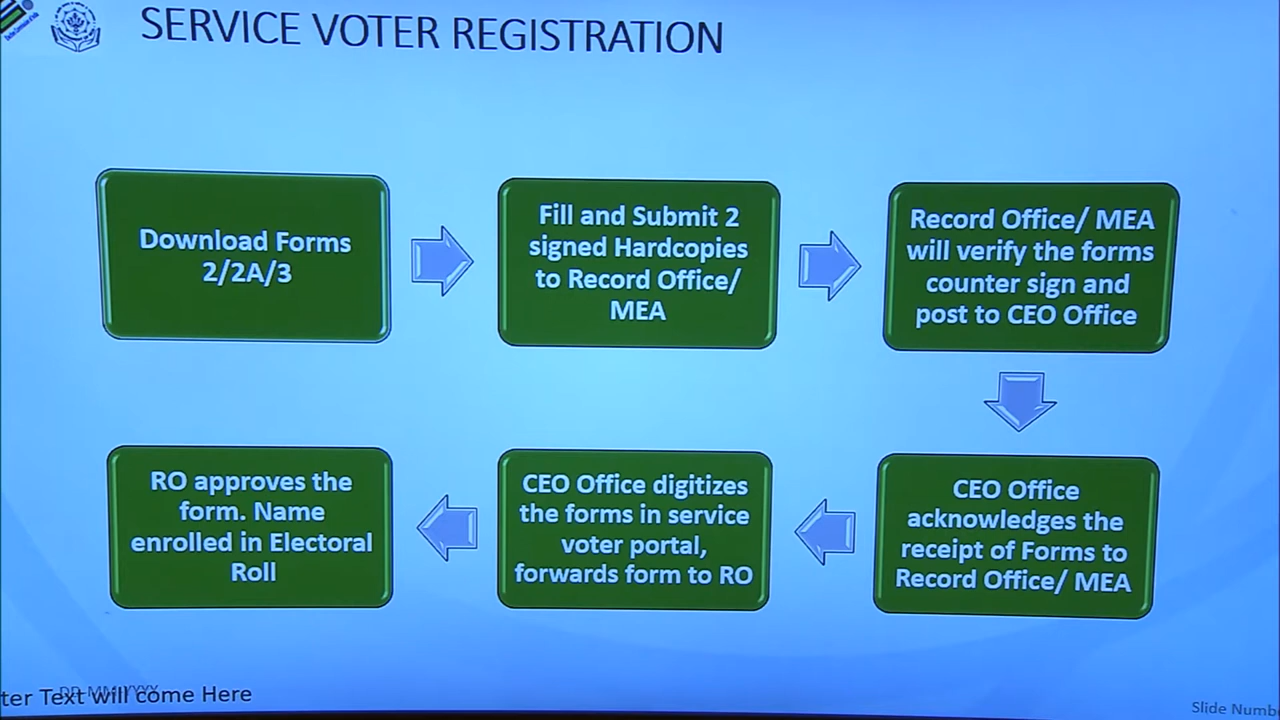 SERVICE VOTER REGISTRATION
Download Forms
2/2A/3
Fill and Submit 2
signed Hardcopies
to Record Office/
MEA
Record Office/ MEA
will verify the forms
counter sign and
post to CEO Office
CEO Office
acknowledges the
receipt of Forms to
Record Office/ MEA
CEO Office digitizes
the forms in service
voter portal,
forwards form to RO
RO approves the
form. Name
enrolled in Electoral
Roll
ter Text will come Here
DD-MM-YYYY
Slide Numb